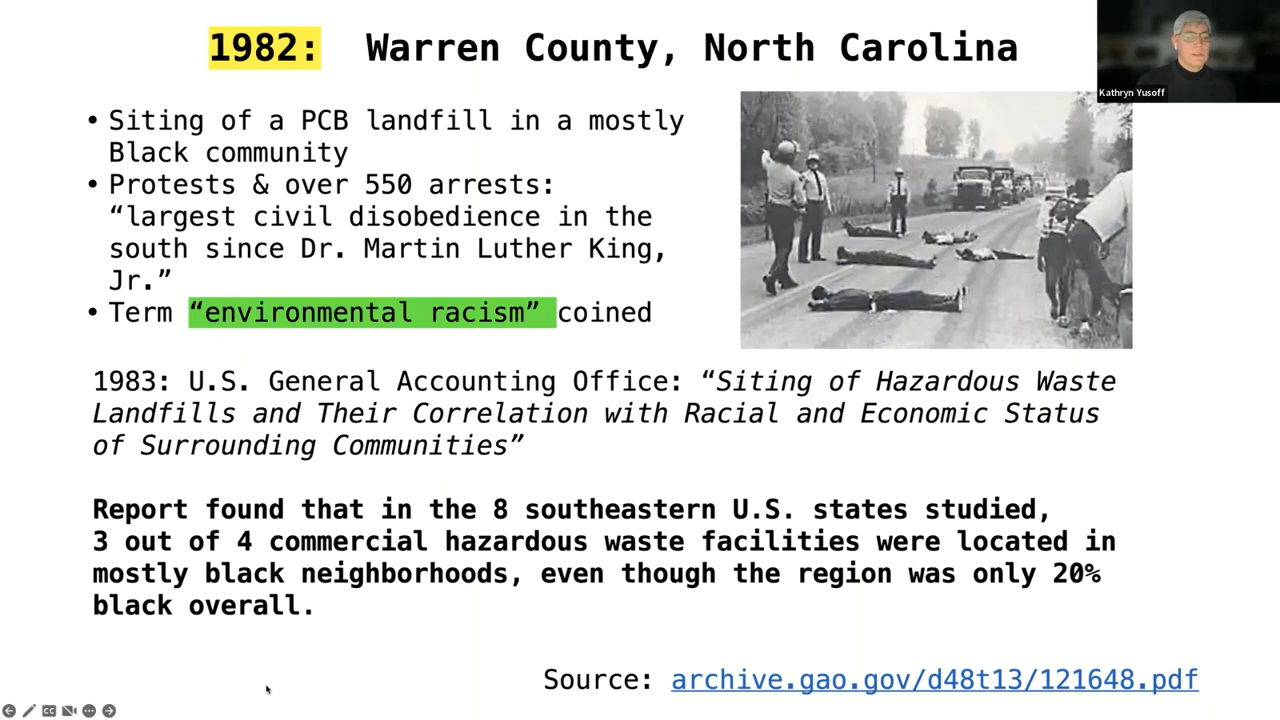 1982: Warren County, North Carolina
Kathryn Yusoff
• Siting of a PCB landfill in a mostly
Black community
• Protests & over 550 arrests:
“largest civil disobedience in the
south since Dr. Martin Luther King,
Jr.”
• Term “environmental racism” coined
1983: U.S. General Accounting Office: “Siting of Hazardous Waste
Landfills and Their Correlation with Racial and Economic Status
of Surrounding Communities”
Report found that in the 8 southeastern U.S. states studied,
3 out of 4 commercial hazardous waste facilities were located in
mostly black neighborhoods, even though the region was only 20%
black overall.
Source: archive.gao.gov/d48t13/121648.pdf
CC